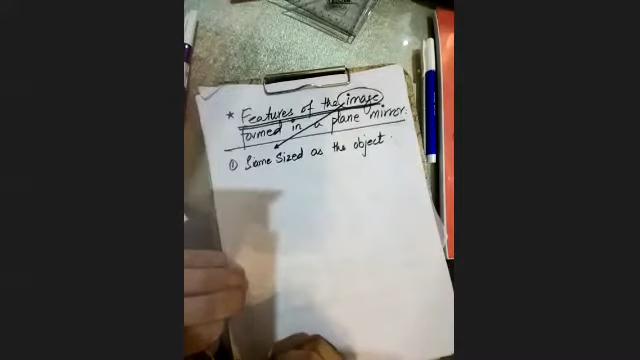 * Features of the image
formed in a plane mirror:
① Same sized as the object.